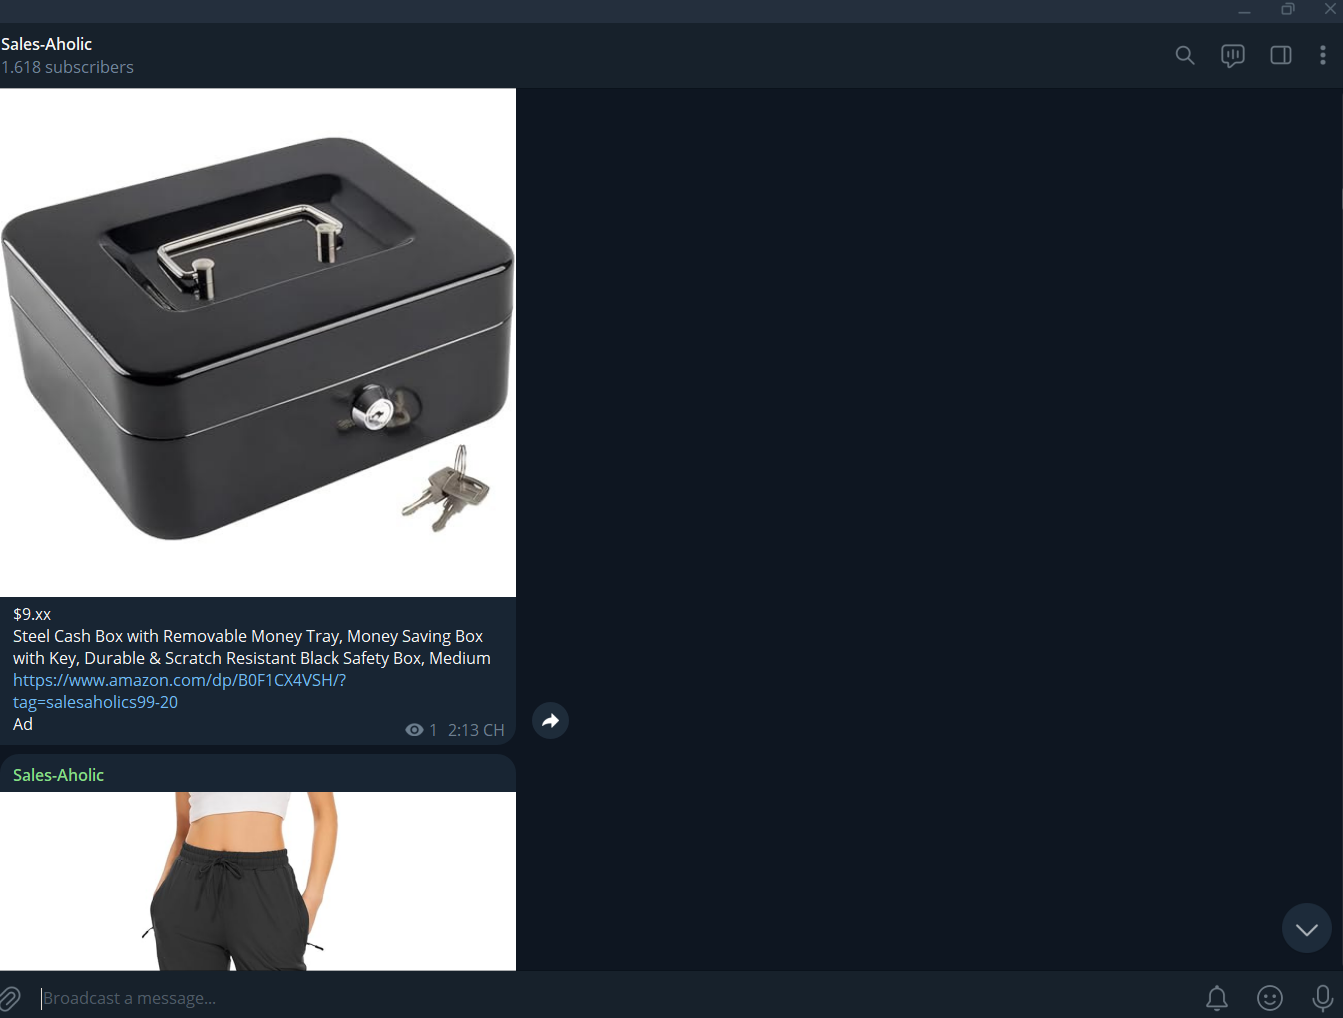 Sales-Aholic
1.618 subscribers
$9.xx
Steel Cash Box with Removable Money Tray, Money Saving Box
with Key, Durable & Scratch Resistant Black Safety Box, Medium
https://www.amazon.com/dp/B0F1CX4VSH/?
tag=salesaholics99-20
Ad
1 2:13 CH
Sales-Aholic
Broadcast a message...